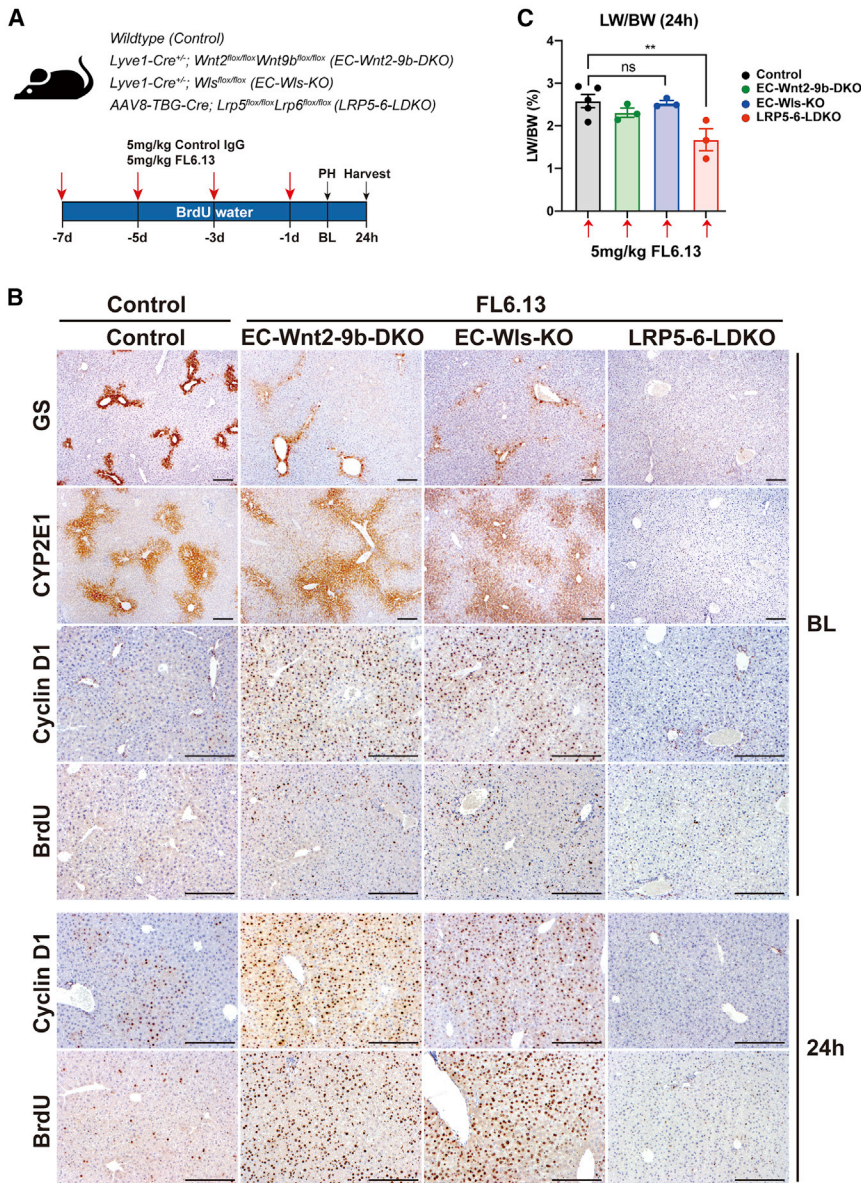 A
Wildtype (Control)
Lyve1-Cre+/-; Wnt2flox/floxWnt9bflox/flox (EC-Wnt2-9b-DKO)
Lyve1-Cre+/-; Wlsflox/flox (EC-Wls-KO)
AAV8-TBG-Cre; Lrp5flox/floxLrp6flox/flox (LRP5-6-LDKO)
5mg/kg Control IgG
5mg/kg FL6.13
PH Harvest
BrdU water
-7d -5d -3d -1d BL 24h
C
LW/BW (24h)
LW/BW (%)
4
3
2
1
0
**
ns
Control
EC-Wnt2-9b-DKO
EC-Wls-KO
LRP5-6-LDKO
5mg/kg FL6.13
B
Control FL6.13
Control EC-Wnt2-9b-DKO EC-Wls-KO LRP5-6-LDKO
GS
CYP2E1
Cyclin D1
BrdU
BL
Cyclin D1
BrdU
24h